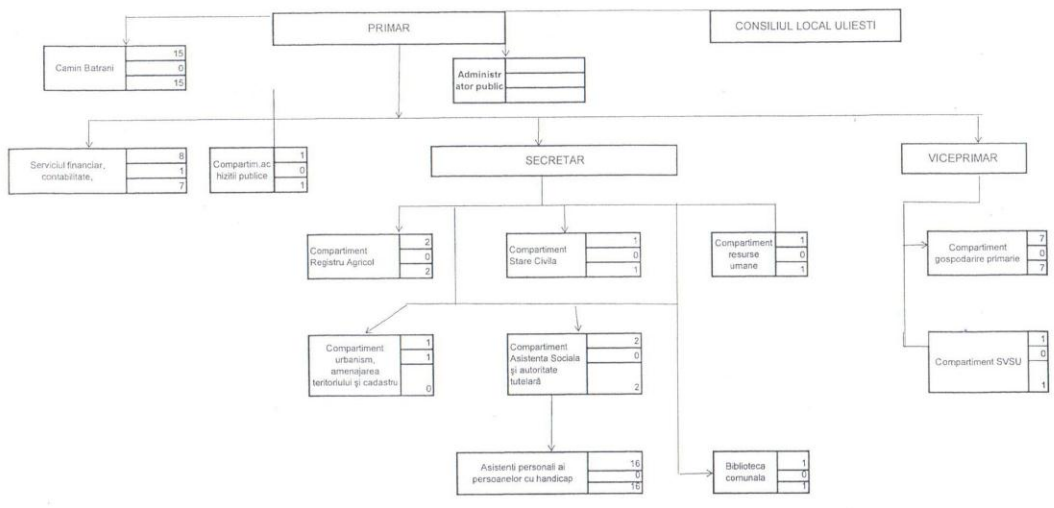 PRIMAR
CONSILIUL LOCAL ULIESTI
Camin Batrani
15
0
15
Administr
ator public
Serviciul financiar,
contabilitate,
8
1
7
Compartim.ac
hizitii publice
1
0
1
SECRETAR
VICEPRIMAR
Compartiment
Registru Agricol
2
0
2
Compartiment
Stare Civila
1
0
1
Compartiment
resurse
umane
1
0
1
Compartiment
gospodarire primarie
7
0
7
Compartiment
urbanism,
amenajarea
teritoriului şi cadastru
1
1
0
Compartiment
Asistenta Sociala
şi autoritate
tutelară
2
0
2
Compartiment SVSU
1
0
1
Asistenti personali ai
persoanelor cu handicap
16
0
16
Biblioteca
comunala
1
0
1